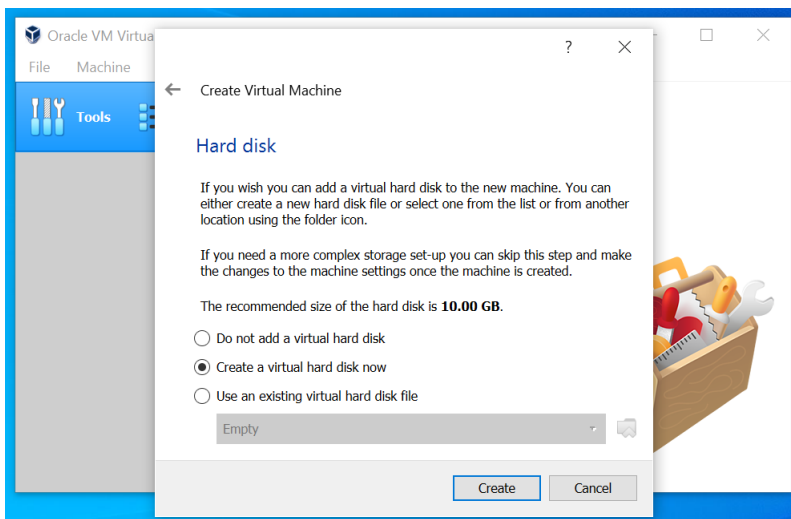 Oracle VM Virtua
?
File Machine
Create Virtual Machine
Tools
Hard disk
If you wish you can add a virtual hard disk to the new machine. You can
either create a new hard disk file or select one from the list or from another
location using the folder icon.
If you need a more complex storage set-up you can skip this step and make
the changes to the machine settings once the machine is created.
The recommended size of the hard disk is 10.00 GB.
Do not add a virtual hard disk
Create a virtual hard disk now
Use an existing virtual hard disk file
Empty
Create Cancel